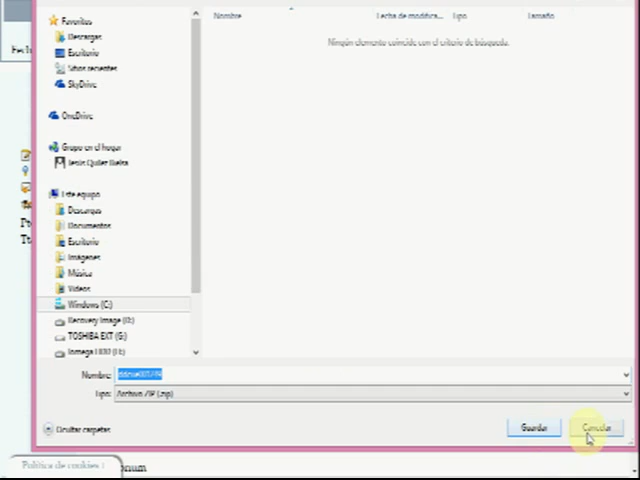 Nombre Fecha de modifica... Tipo Tamaño
Ningún elemento coincide con el criterio de búsqueda.
Favoritos
Descargas
Escritorio
Sitios recientes
SkyDrive
OneDrive
Grupo en el hogar
Este equipo
Descargas
Documentos
Escritorio
Imágenes
Música
Vídeos
Windows (C:)
Recovery Image (D:)
TOSHIBA EXT (G:)
Nombre:
Tipo: Archivo ZIP (.zip)
Ocultar carpetas Guardar Cancelar
Política de cookies